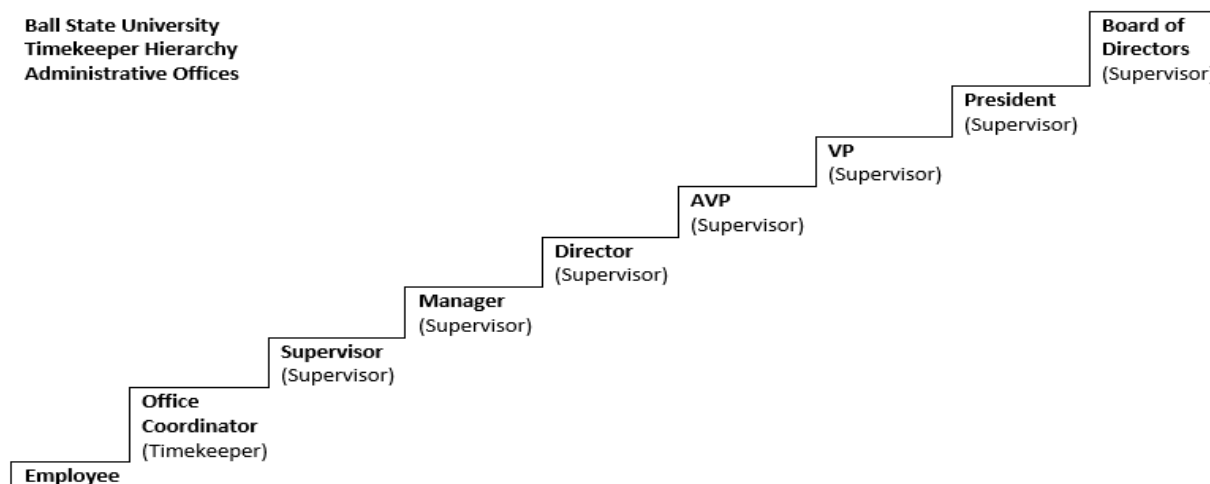 Ball State University
Timekeeper Hierarchy
Administrative Offices
Board of
Directors
(Supervisor)
President
(Supervisor)
VP
(Supervisor)
AVP
(Supervisor)
Director
(Supervisor)
Manager
(Supervisor)
Supervisor
(Supervisor)
Office
Coordinator
(Timekeeper)
Employee